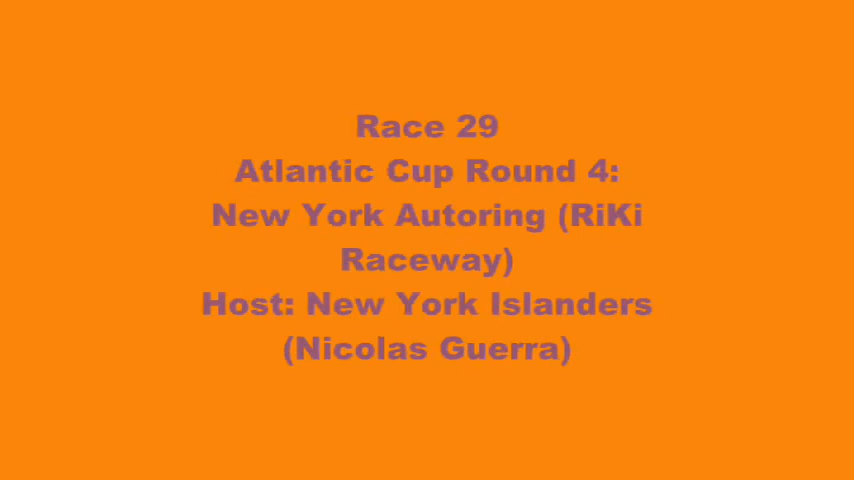 Race 29
Atlantic Cup Round 4:
New York Autoring (RiKi
Raceway)
Host: New York Islanders
(Nicolas Guerra)